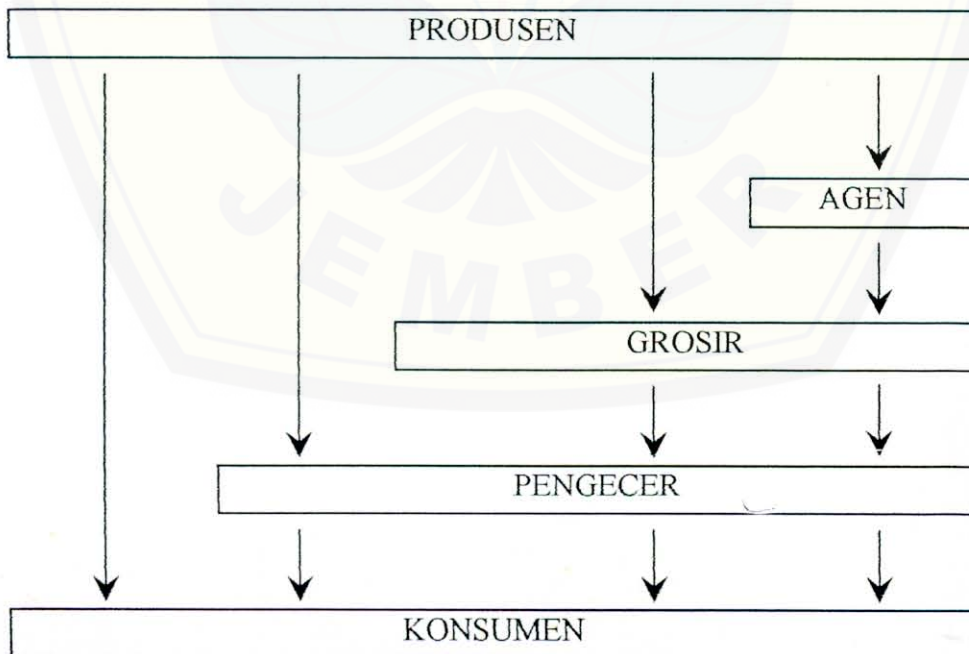 PRODUSEN
AGEN
JEMBER
GROSIR
PENGECER
KONSUMEN